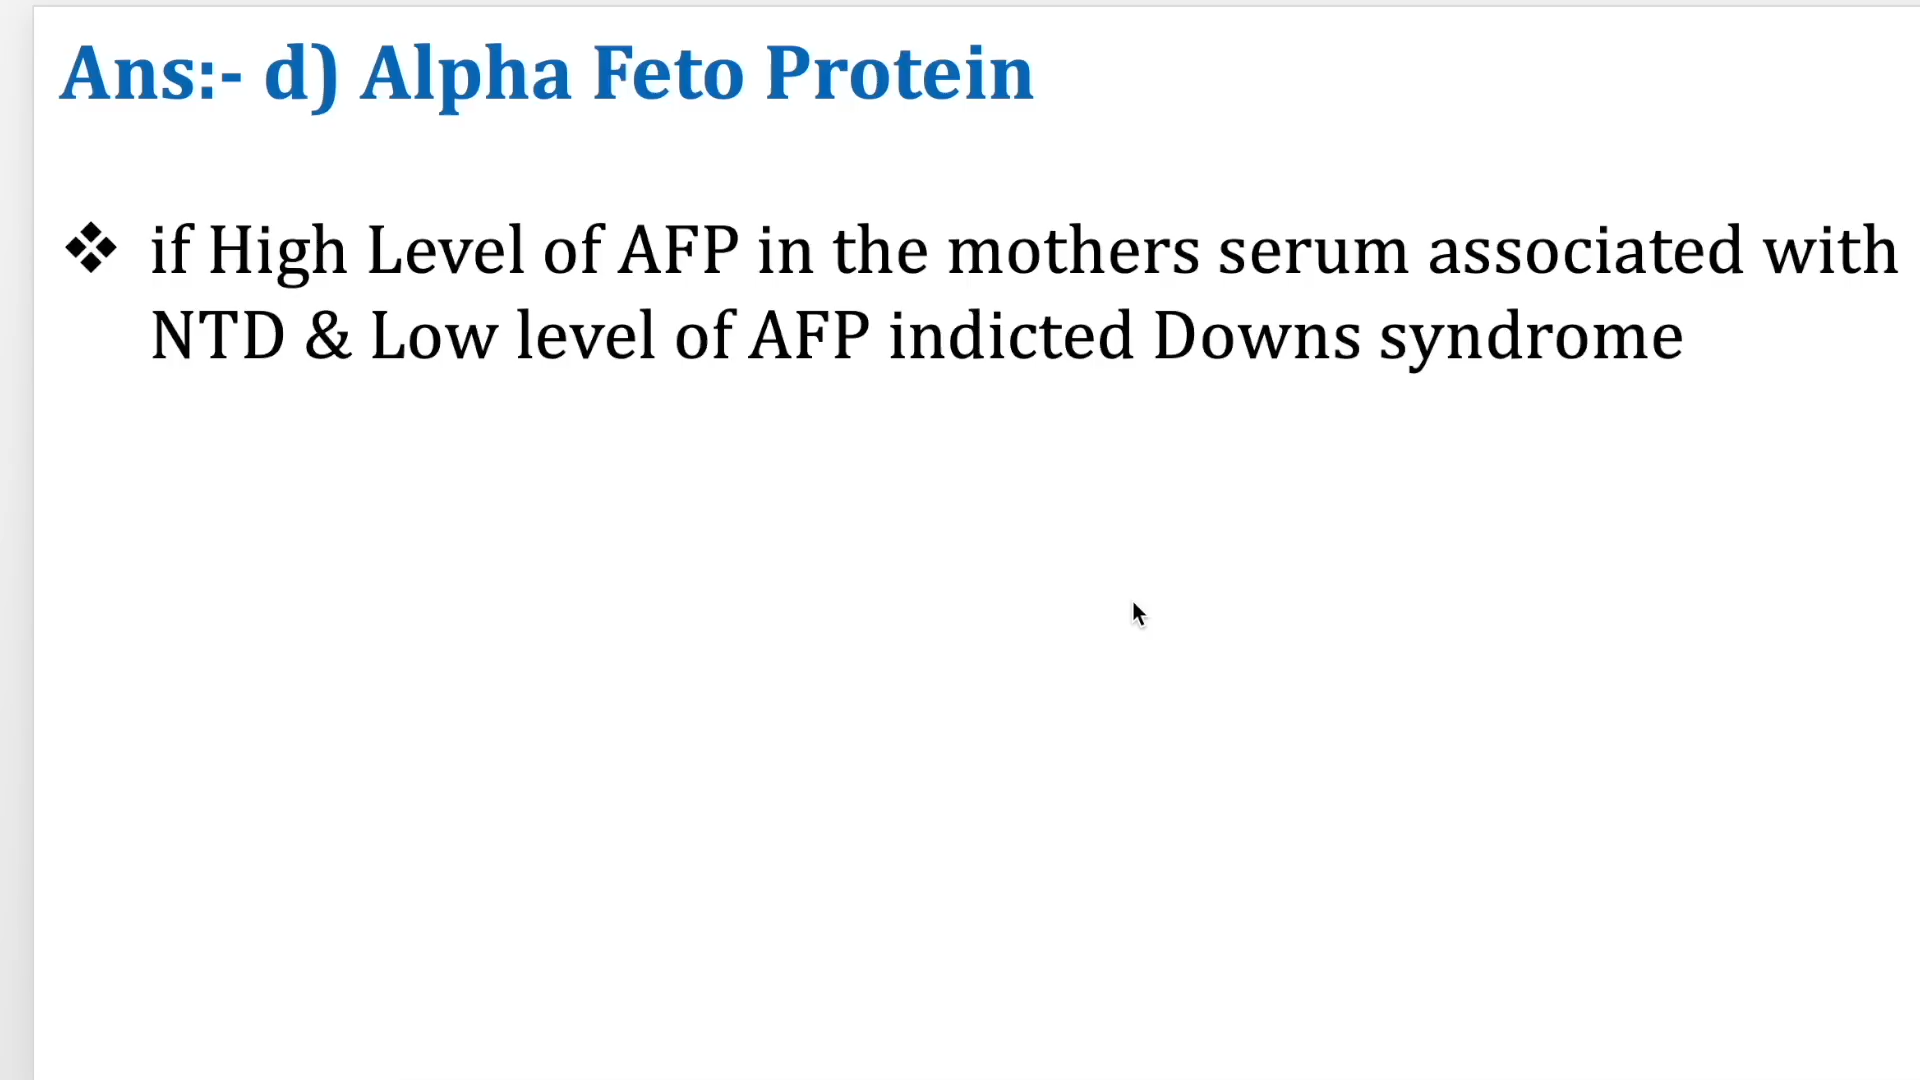 Ans:- d) Alpha Feto Protein
❖ if High Level of AFP in the mothers serum associated with
NTD & Low level of AFP indicted Downs syndrome